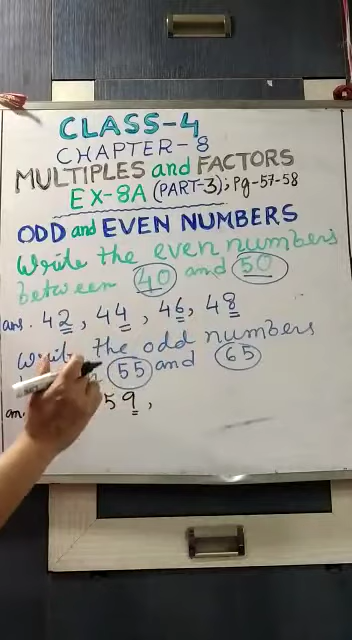 CLASS-4
CHAPTER-8
MULTIPLES and FACTORS
EX-8A (PART-3); Pg-57-58
ODD and EVEN NUMBERS
Write the even numbers
between 40 and 50
ans. 42, 44, 46, 48
Write the odd numbers
55 and 65
59,